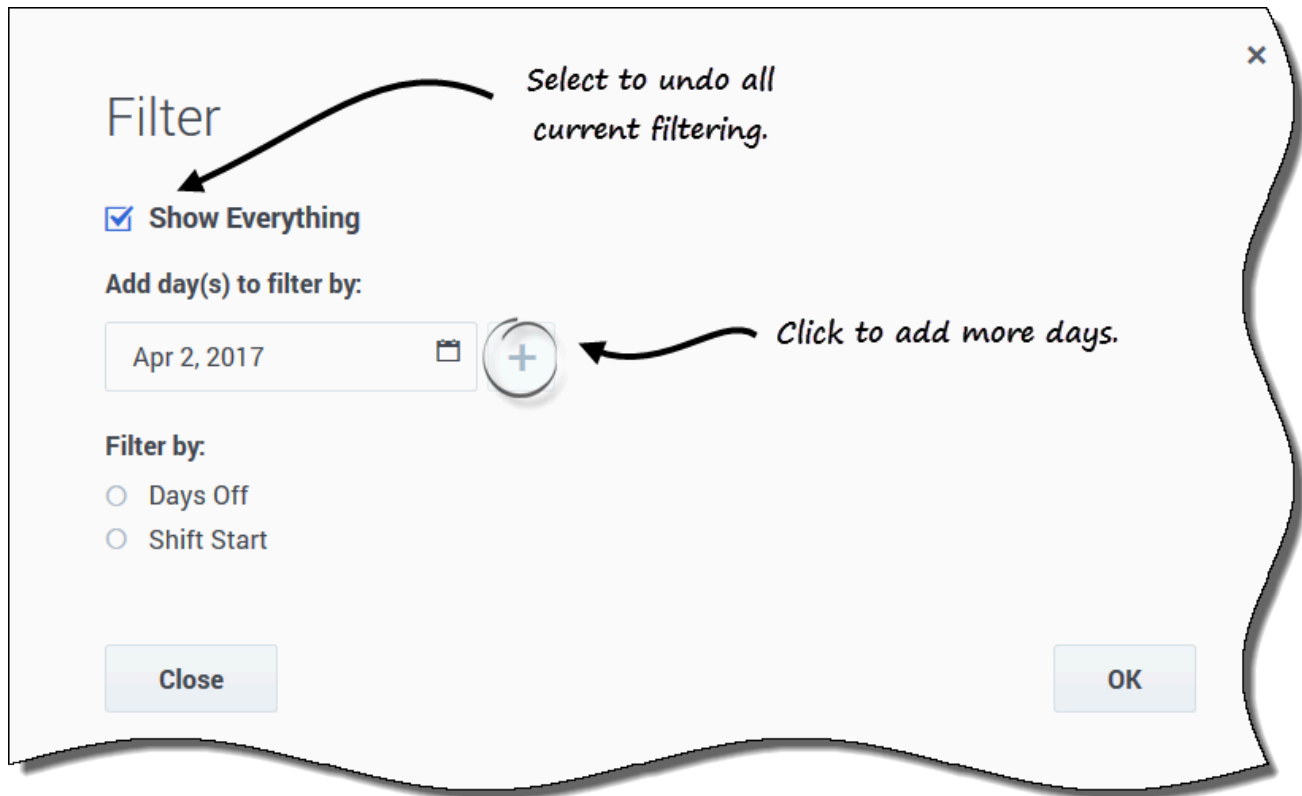 Select to undo all
current filtering.
Filter
Show Everything
Add day(s) to filter by:
Apr 2, 2017
Click to add more days.
Filter by:
Days Off
Shift Start
Close
OK